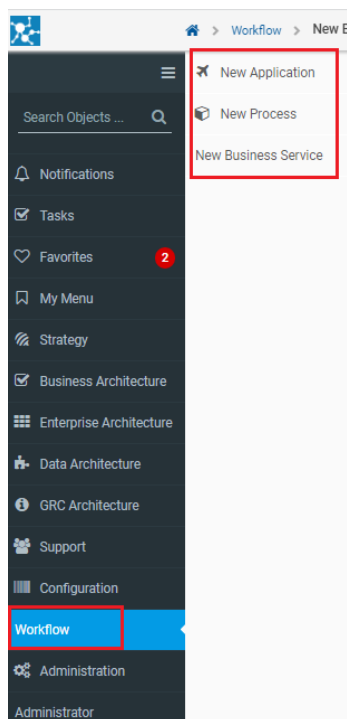 > Workflow > New E
New Application
Search Objects ...
New Process
New Business Service
Notifications
Tasks
Favorites 2
My Menu
Strategy
Business Architecture
Enterprise Architecture
Data Architecture
GRC Architecture
Support
Configuration
Workflow
Administration
Administrator